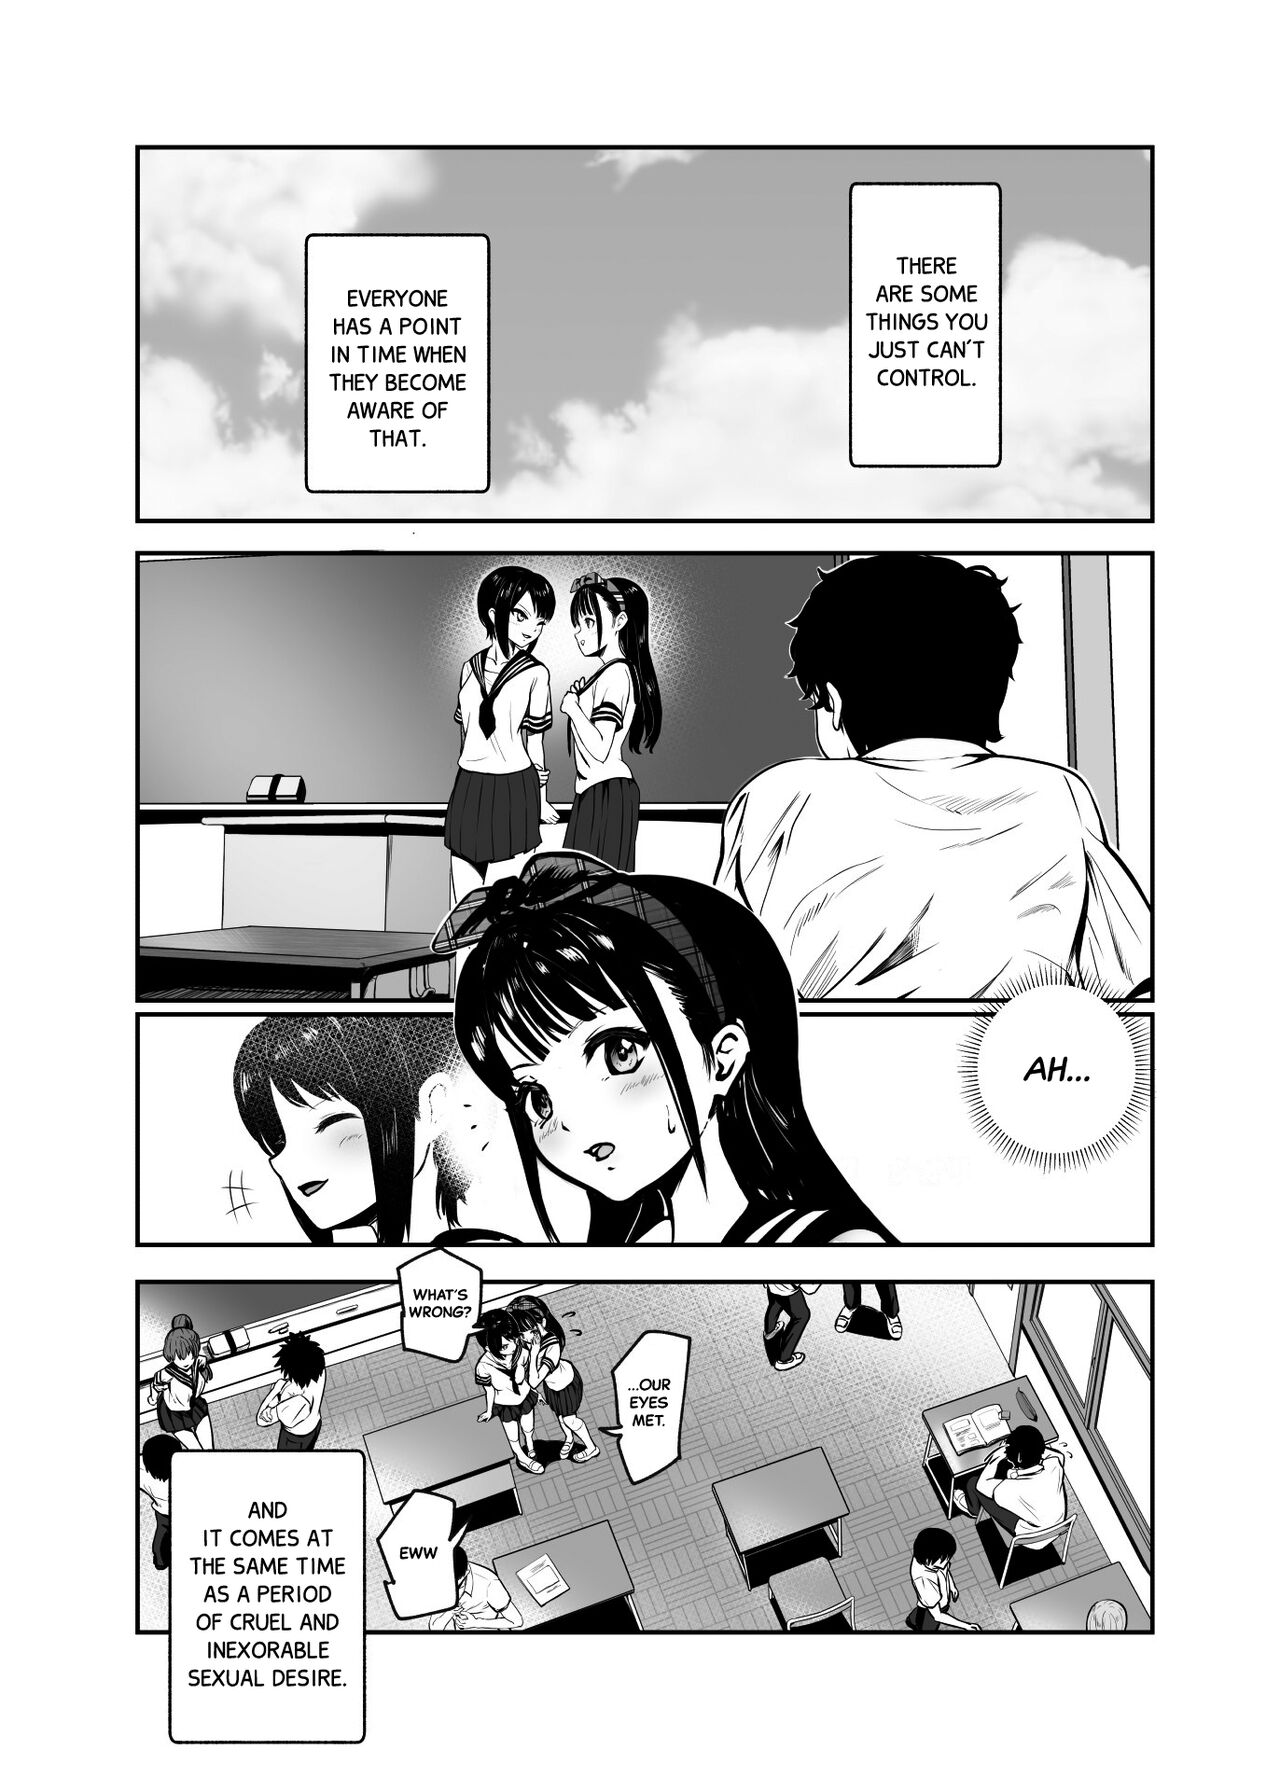 THERE
ARE SOME
THINGS YOU
JUST CAN'T
CONTROL.
EVERYONE
HAS A POINT
IN TIME WHEN
THEY BECOME
AWARE OF
THAT.
AH...
WHAT'S
WRONG?
...OUR
EYES
MET.
EWW
AND
IT COMES AT
THE SAME TIME
AS A PERIOD
OF CRUEL AND
INEXORABLE
SEXUAL DESIRE.